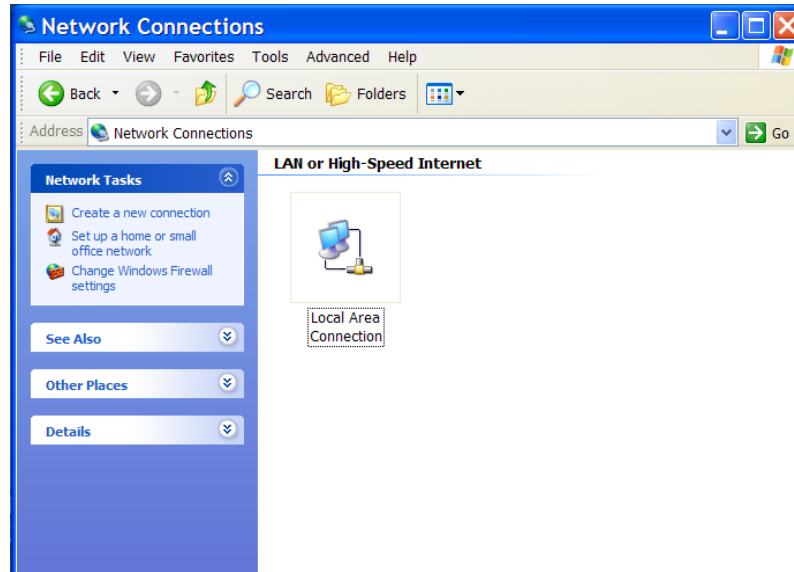 Network Connections
File Edit View Favorites Tools Advanced Help
Back Search Folders
Address Network Connections Go
Network Tasks
Create a new connection
Set up a home or small
office network
Change Windows Firewall
settings
See Also
Other Places
Details
LAN or High-Speed Internet
Local Area
Connection